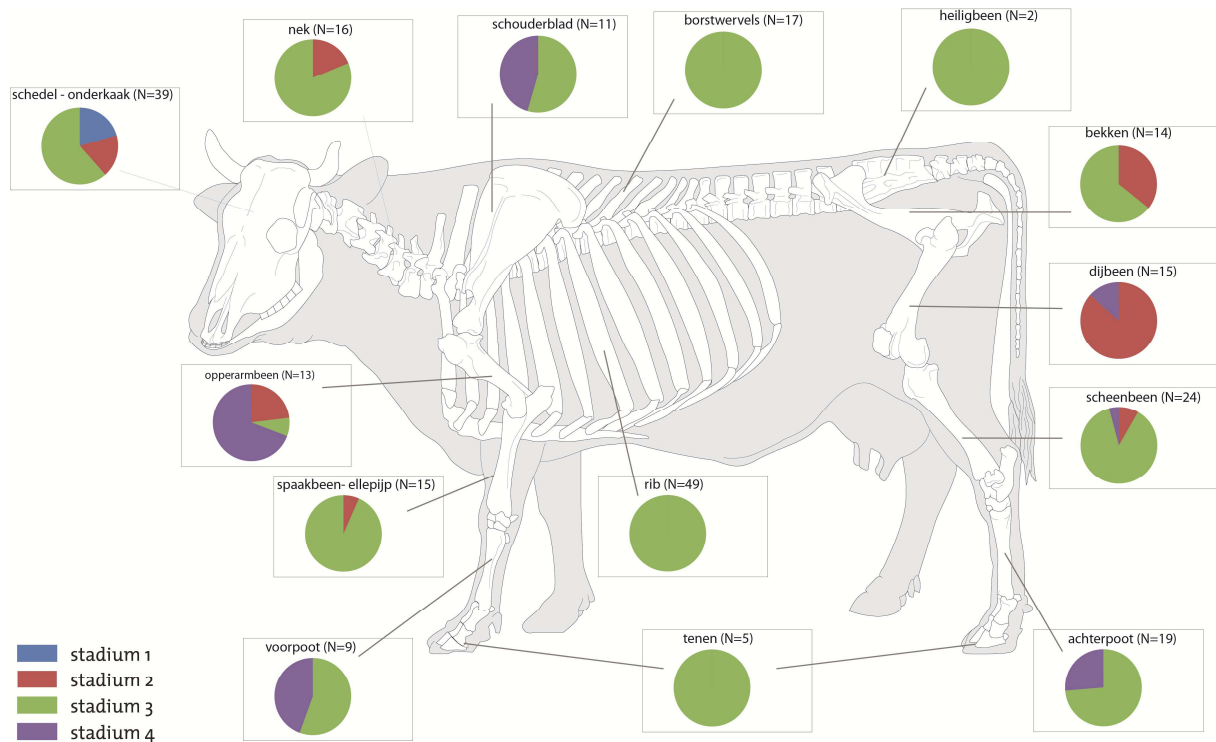 nek (N=16)
schouderblad (N=11)
borstwervels (N=17)
heiligbeen (N=2)
schedel - onderkaak (N=39)
bekken (N=14)
dijbeen (N=15)
opperarmbeen (N=13)
scheenbeen (N=24)
spaakbeen- ellepijp (N=15)
rib (N=49)
voorpoot (N=9)
tenen (N=5)
achterpoot (N=19)
stadium 1
stadium 2
stadium 3
stadium 4